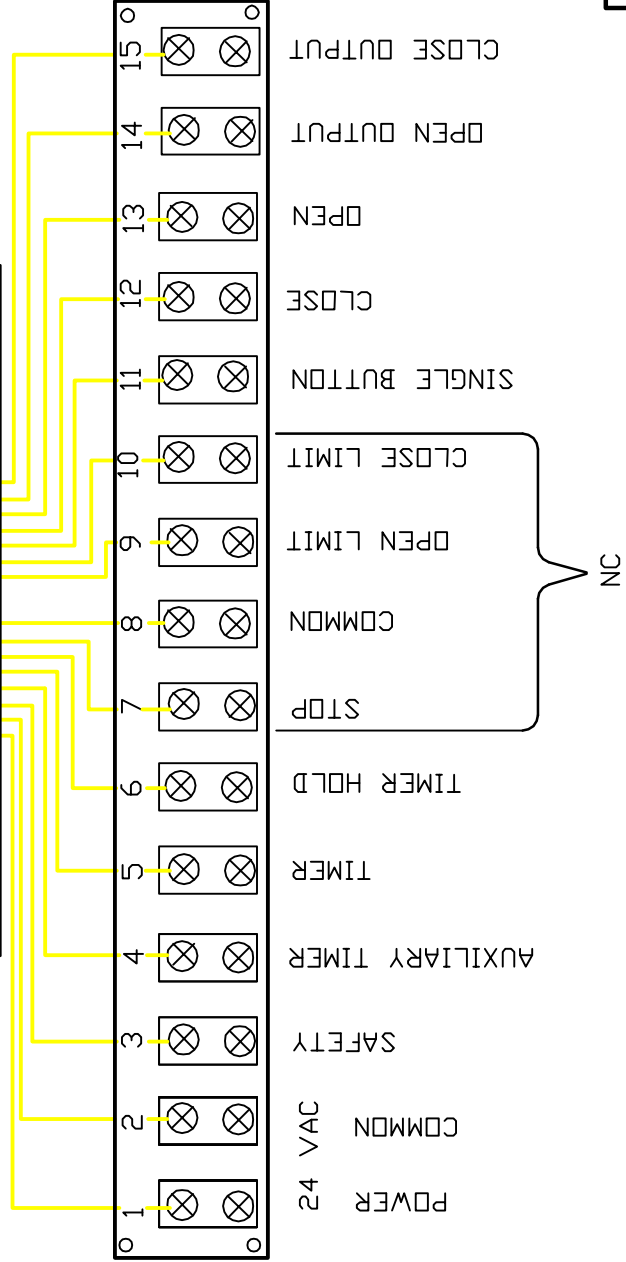 15 CLOSE OUTPUT
14 OPEN OUTPUT
13 OPEN
12 CLOSE
11 SINGLE BUTTON
10 CLOSE LIMIT
9 OPEN LIMIT
8 COMMON
7 STOP
NC
6 TIMER HOLD
5 TIMER
4 AUXILIARY TIMER
3 SAFETY
2 COMMON
24 VAC
1 POWER